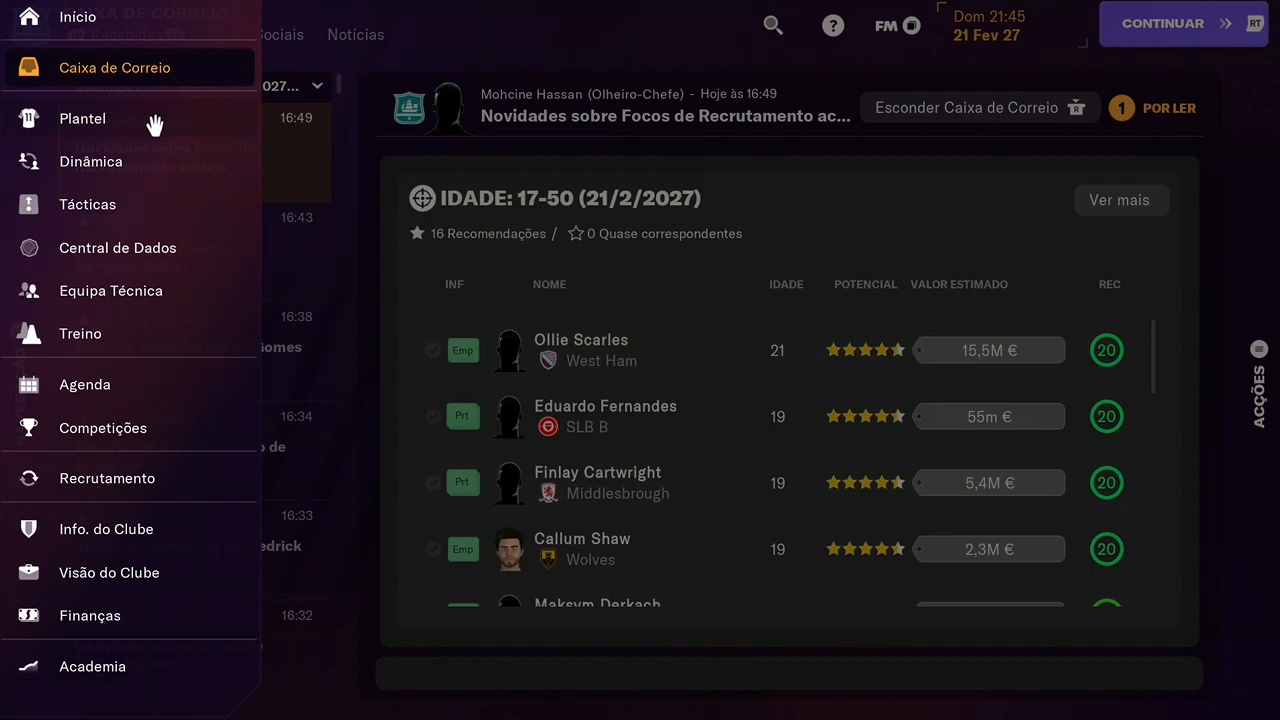 Início
Caixa de Correio
Plantel
Dinâmica
Tácticas
Central de Dados
Equipa Técnica
Treino
Agenda
Competições
Recrutamento
Info. do Clube
Visão do Clube
Finanças
Academia
Sociais
Notícias
FM
Dom 21:45
21 Fev 27
CONTINUAR
RT
027...
16:49
16:43
16:38
Gomes
16:34
o de
16:33
edrick
16:32
Mohcine Hassan (Olheiro-Chefe) - Hoje às 16:49
Novidades sobre Focos de Recrutamento ac...
Esconder Caixa de Correio
1 POR LER
IDADE: 17-50 (21/2/2027)
Ver mais
16 Recomendações / 0 Quase correspondentes
INF NOME IDADE POTENCIAL VALOR ESTIMADO REC
Emp Ollie Scarles 21 15,5M € 20
West Ham
Prt Eduardo Fernandes 19 55m € 20
SLB B
Prt Finlay Cartwright 19 5,4M € 20
Middlesbrough
Emp Callum Shaw 19 2,3M € 20
Wolves
Maksym Derkach
ACÇÕES